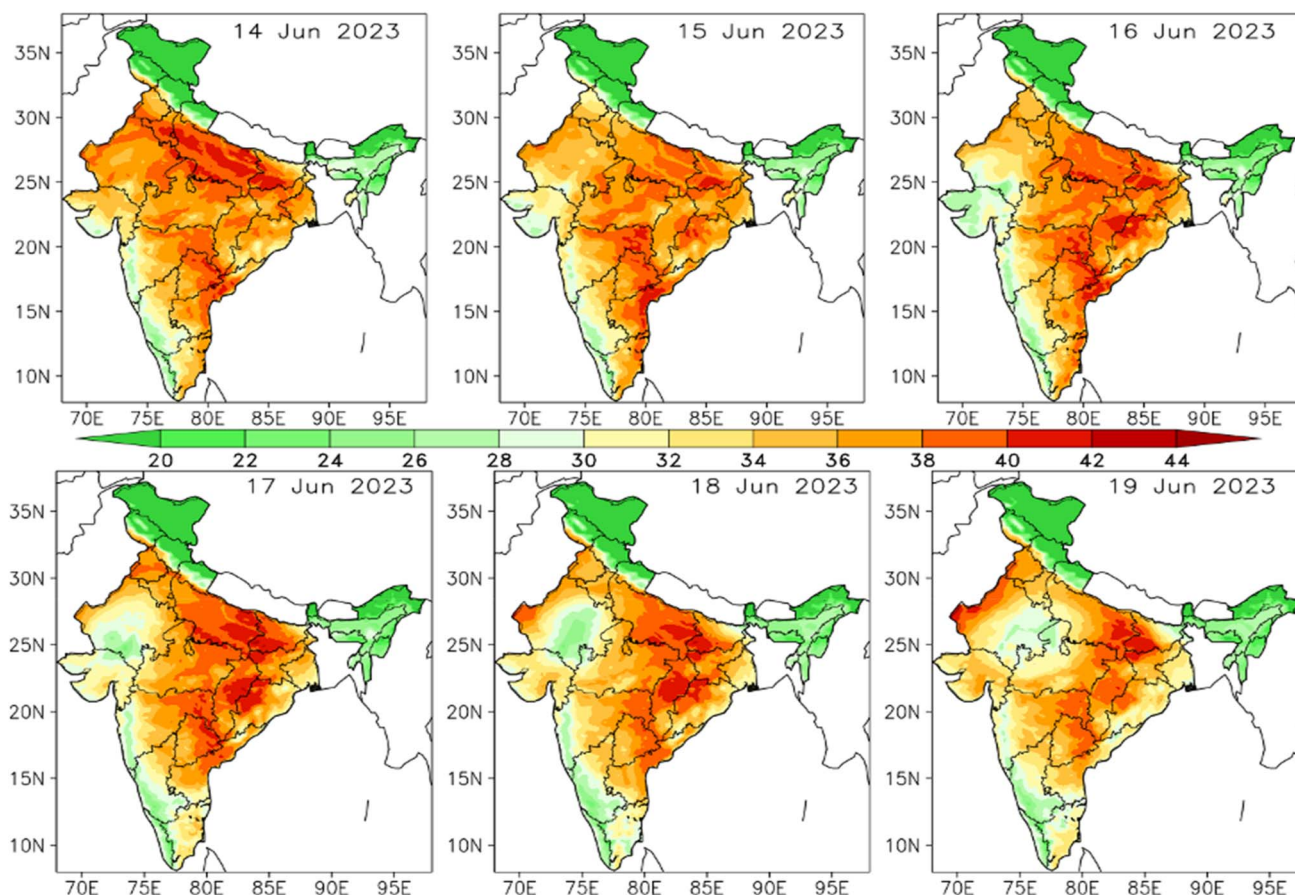 14 Jun 2023
15 Jun 2023
16 Jun 2023
35N
30N
25N
20N
15N
10N
35N
30N
25N
20N
15N
10N
35N
30N
25N
20N
15N
10N
70E 75E 80E 85E 90E 95E
70E 75E 80E 85E 90E 95E
70E 75E 80E 85E 90E 95E
20 22 24 26 28 30 32 34 36 38 40 42 44
17 Jun 2023
18 Jun 2023
19 Jun 2023
35N
30N
25N
20N
15N
10N
35N
30N
25N
20N
15N
10N
35N
30N
25N
20N
15N
10N
70E 75E 80E 85E 90E 95E
70E 75E 80E 85E 90E 95E
70E 75E 80E 85E 90E 95E